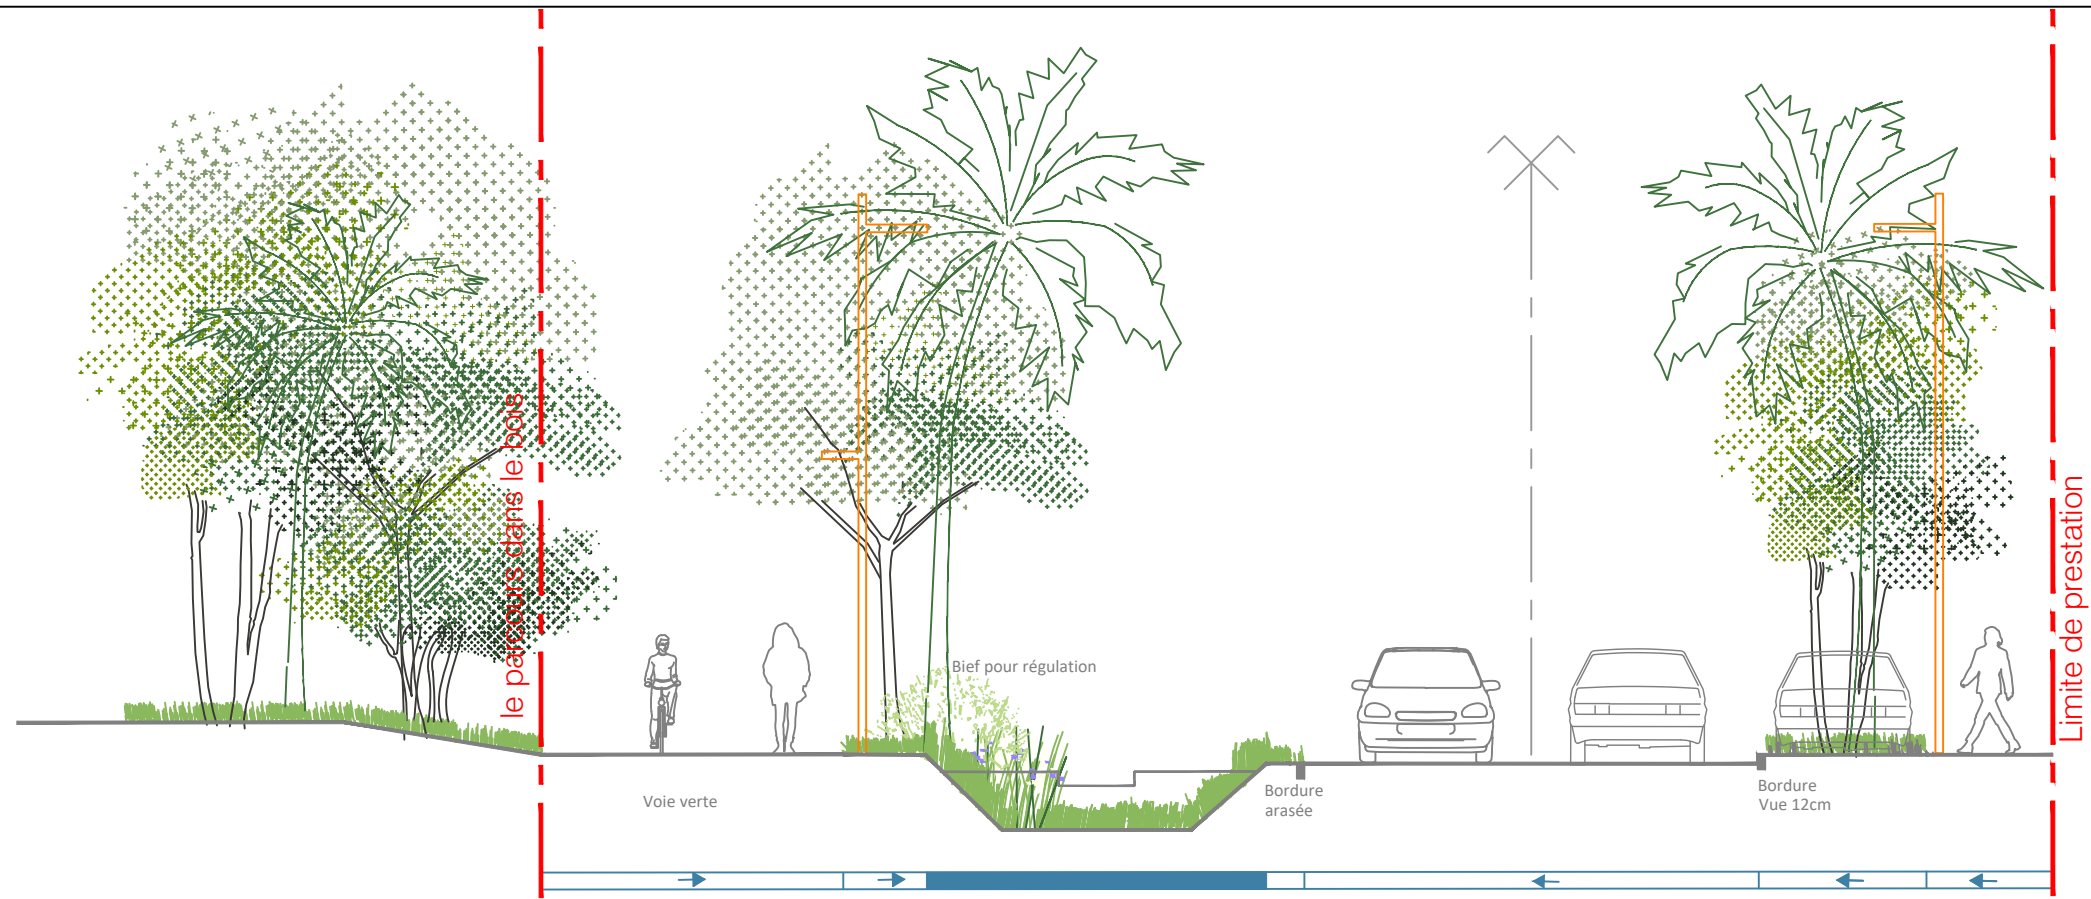 le parcours dans le bois
Bief pour régulation
Voie verte
Bordure
arasée
Bordure
Vue 12cm
Limite de prestation